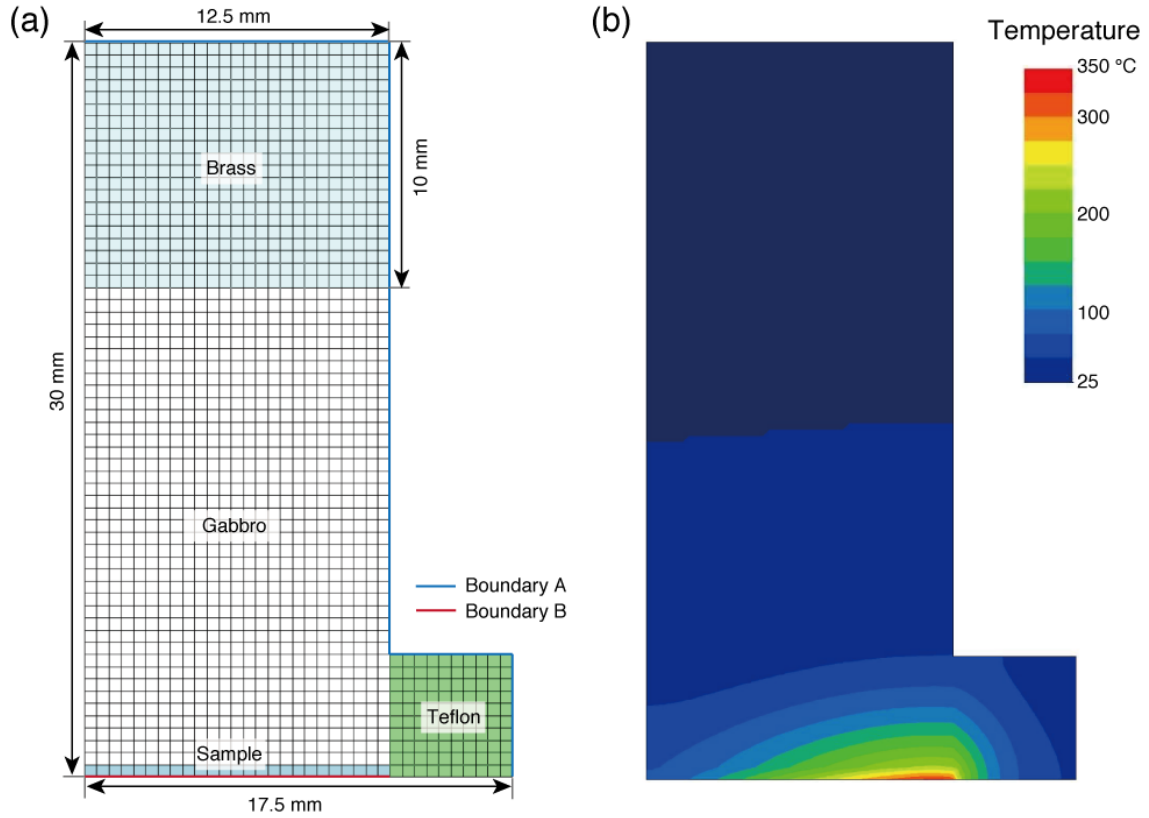 (a)
12.5 mm
Brass
10 mm
30 mm
Gabbro
Boundary A
Boundary B
Teflon
Sample
17.5 mm
(b)
Temperature
350 °C
300
200
100
25